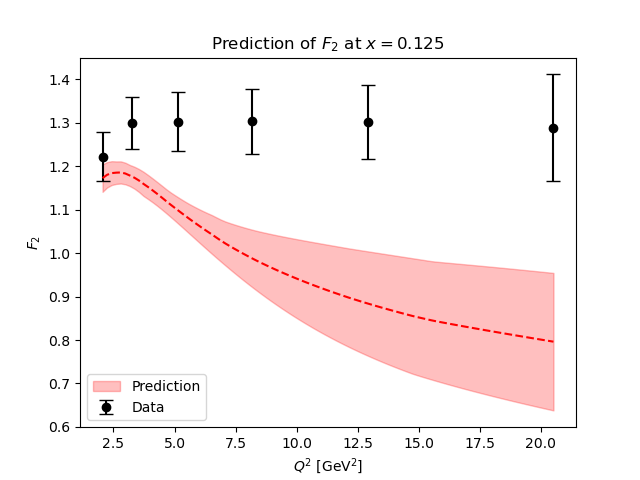 Prediction of F₂ at x = 0.125
F₂
1.4
1.3
1.2
1.1
1.0
0.9
0.8
0.7
0.6
Prediction
Data
2.5 5.0 7.5 10.0 12.5 15.0 17.5 20.0
Q² [GeV²]